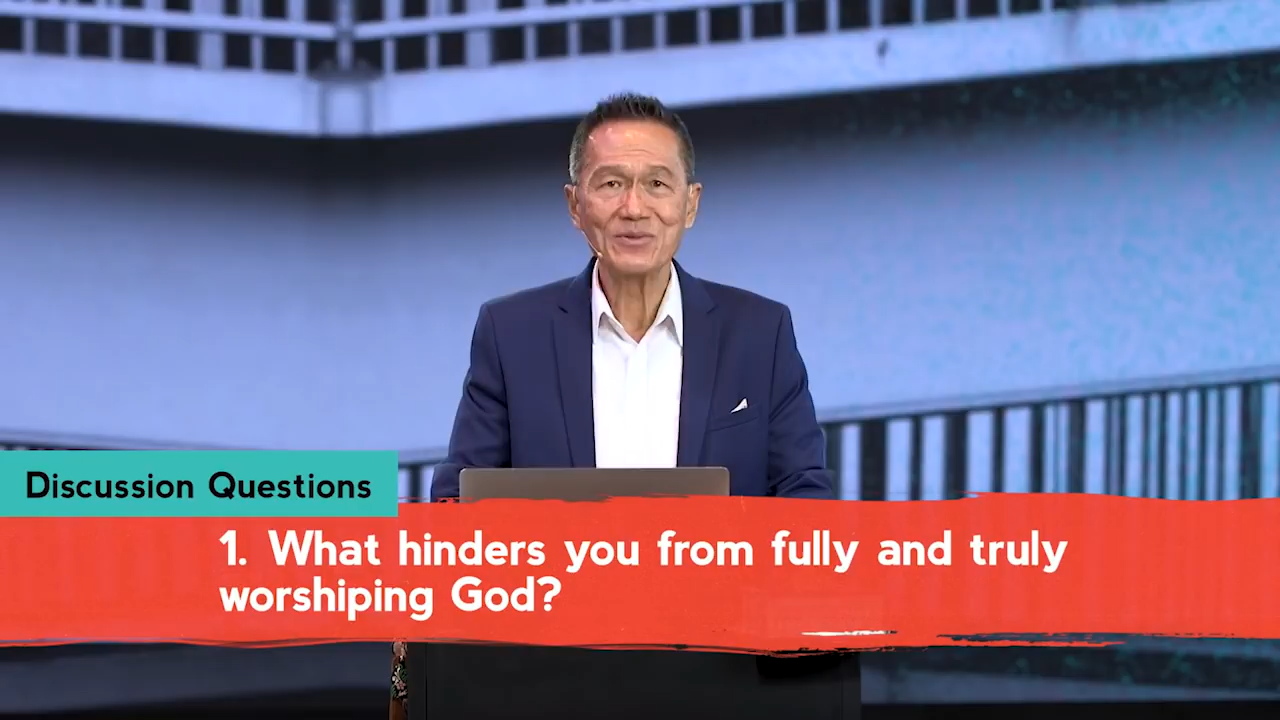 Discussion Questions
1. What hinders you from fully and truly
worshiping God?